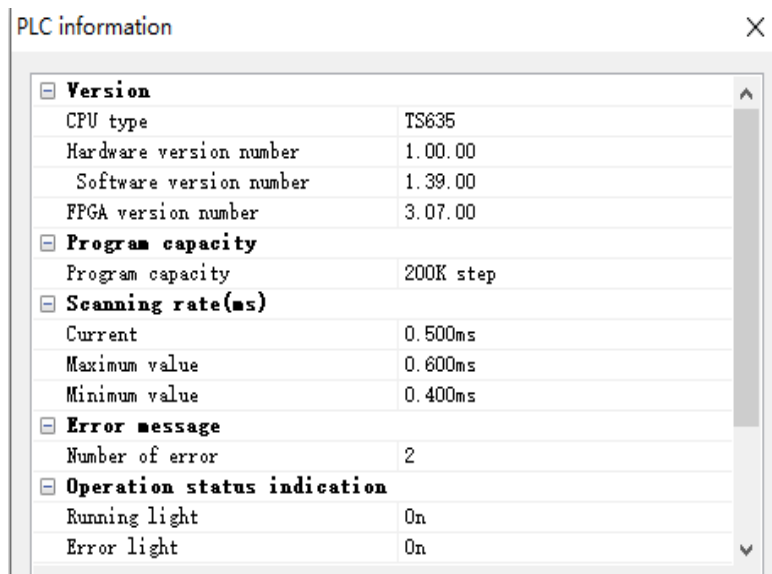 PLC information
Version
CPU type TS635
Hardware version number 1.00.00
Software version number 1.39.00
FPGA version number 3.07.00
Program capacity
Program capacity 200K step
Scanning rate(ms)
Current 0.500ms
Maximum value 0.600ms
Minimum value 0.400ms
Error message
Number of error 2
Operation status indication
Running light On
Error light On